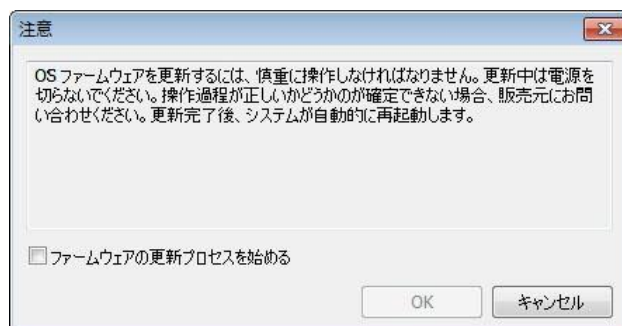 注意
OSファームウェアを更新するには、慎重に操作しなければなりません。更新中は電源を
切らないでください。操作過程が正しいかどうかのが確定できない場合、販売元にお問
い合わせください。更新完了後、システムが自動的に再起動します。
ファームウェアの更新プロセスを始める
OK
キャンセル